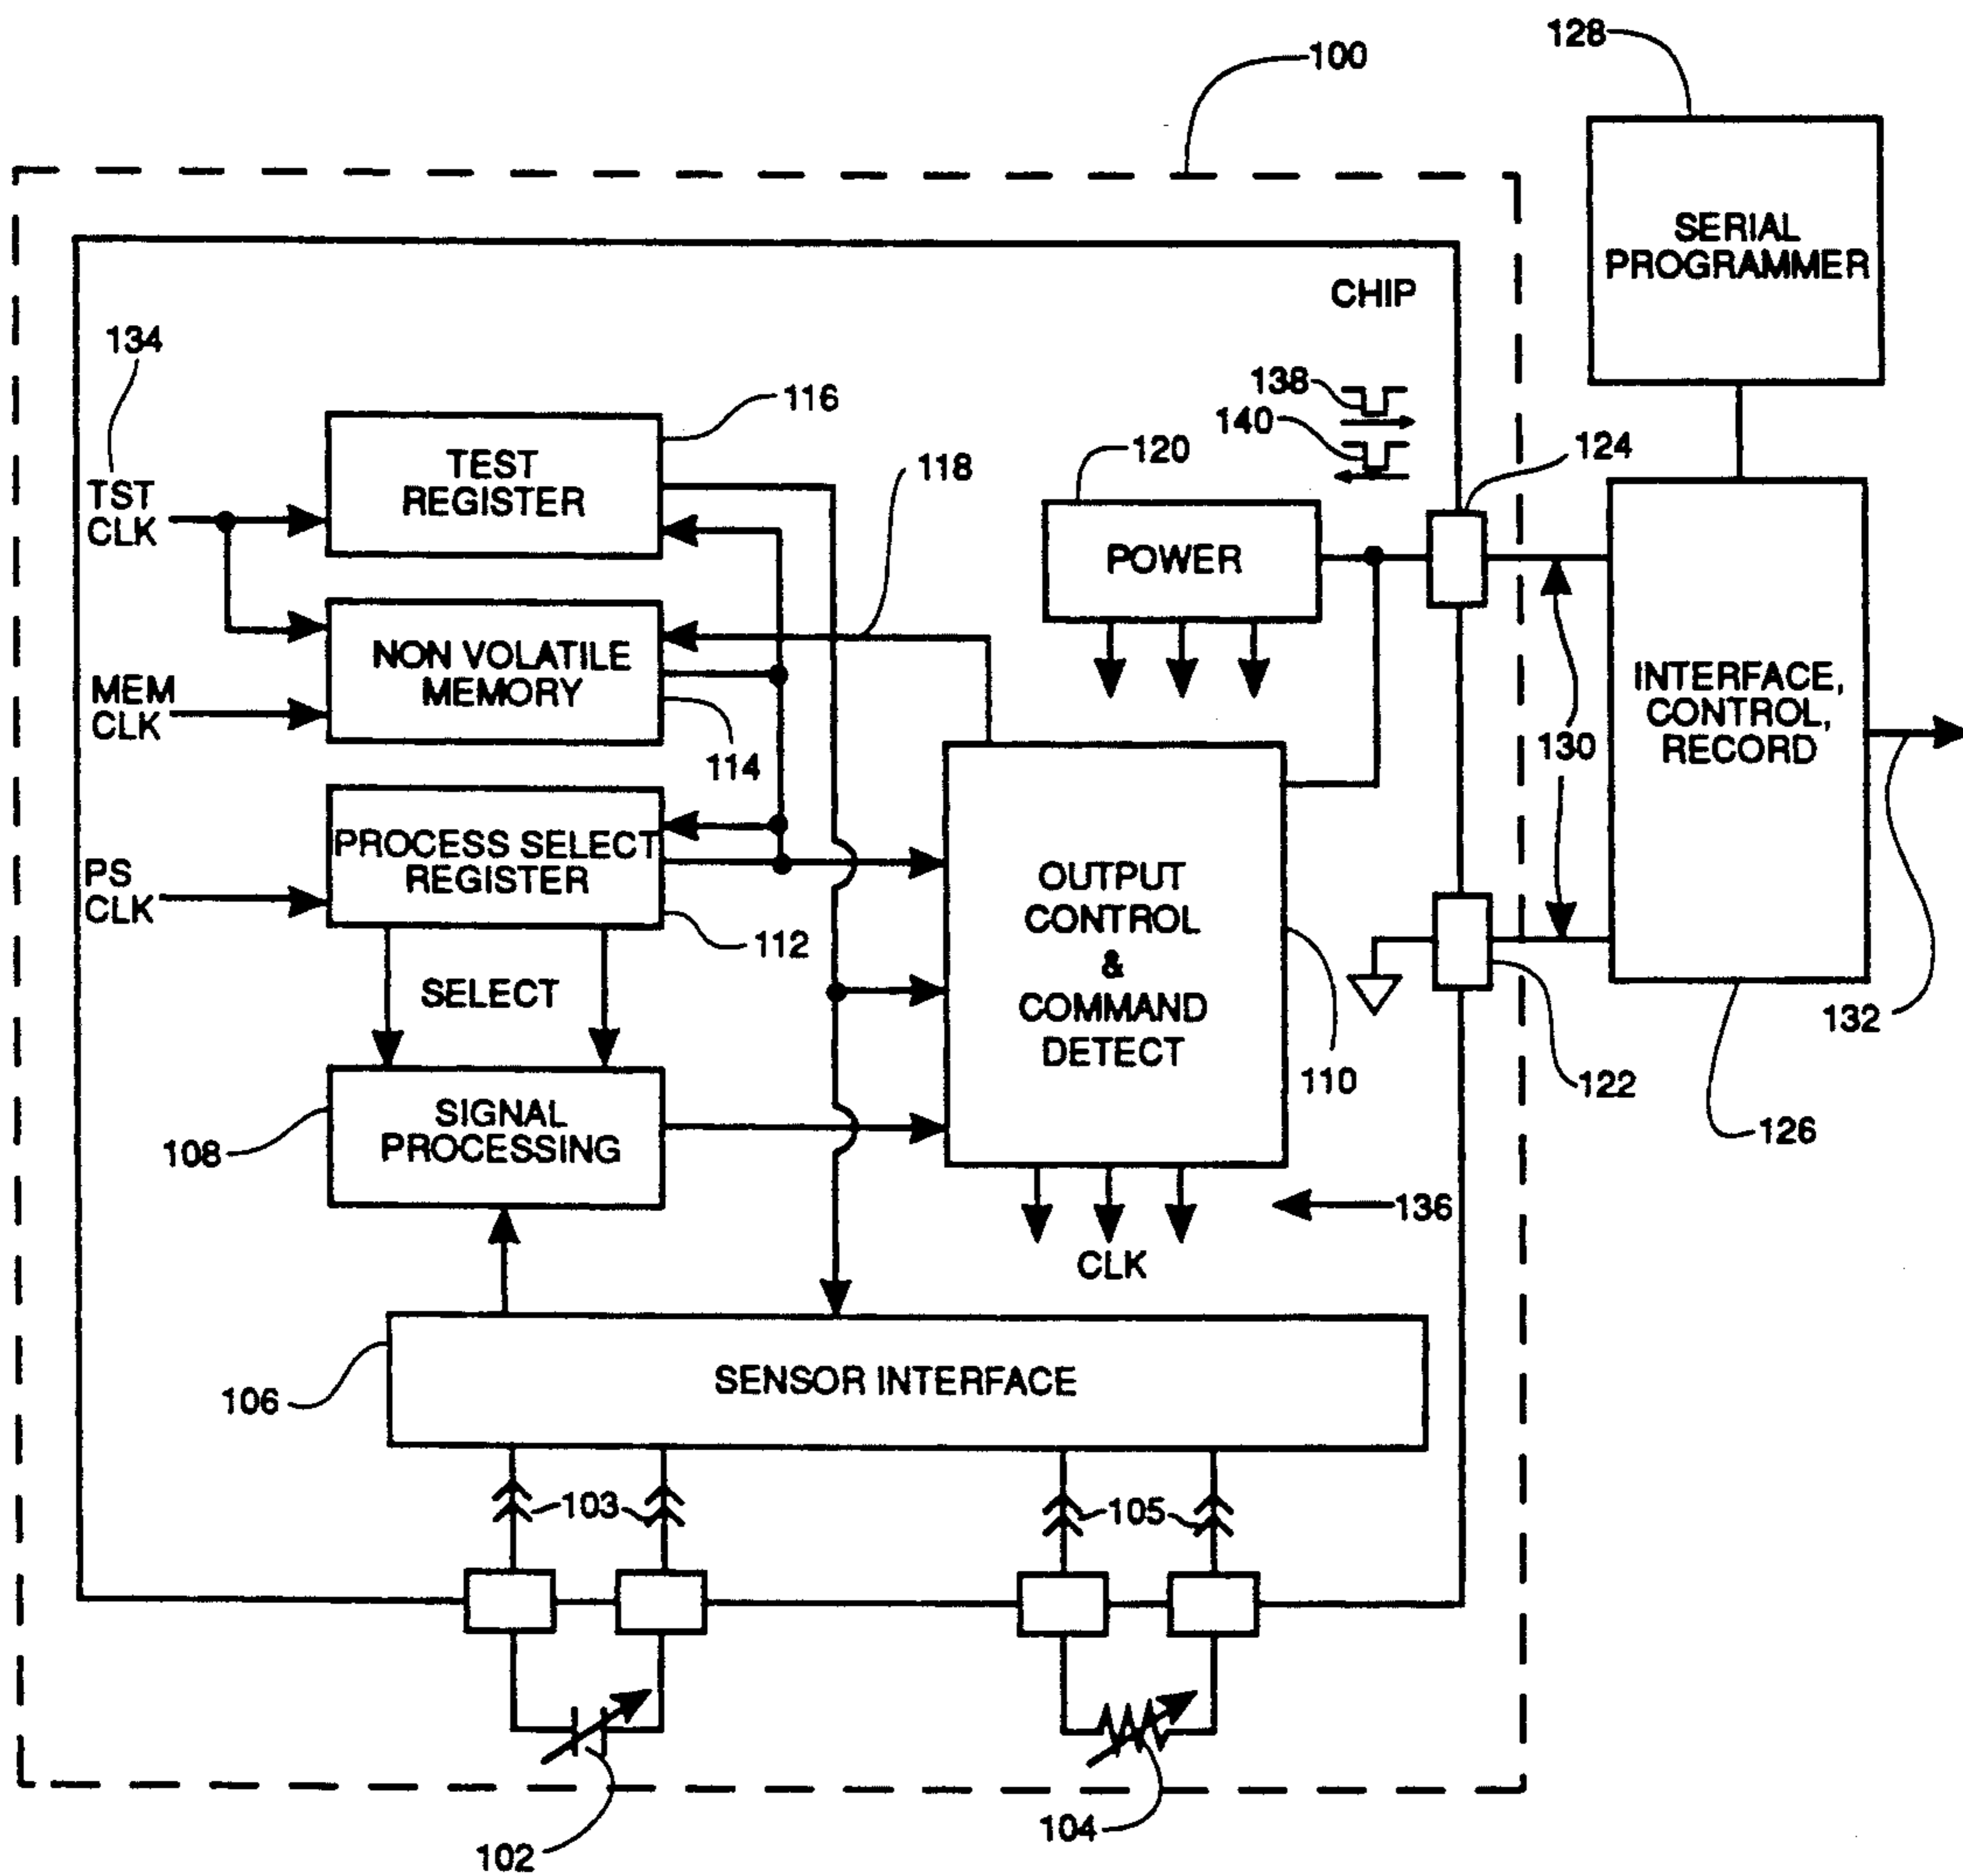 128
100
SERIAL
PROGRAMMER
CHIP
134
138
140
116
120
118
124
TST
CLK
TEST
REGISTER
POWER
MEM
CLK
NON VOLATILE
MEMORY
114
INTERFACE,
CONTROL,
RECORD
130
PS
CLK
PROCESS SELECT
REGISTER
112
OUTPUT
CONTROL
&
COMMAND
DETECT
SELECT
132
110
122
126
108
SIGNAL
PROCESSING
136
CLK
106
SENSOR INTERFACE
103
105
102
104